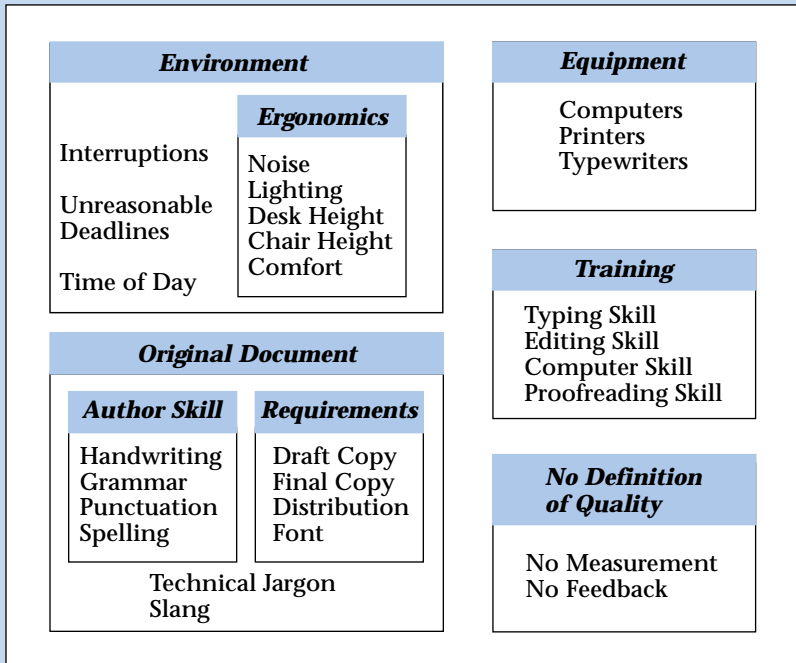 Environment
Interruptions
Unreasonable
Deadlines
Time of Day
Ergonomics
Noise
Lighting
Desk Height
Chair Height
Comfort
Original Document
Author Skill
Handwriting
Grammar
Punctuation
Spelling
Requirements
Draft Copy
Final Copy
Distribution
Font
Technical Jargon
Slang
Equipment
Computers
Printers
Typewriters
Training
Typing Skill
Editing Skill
Computer Skill
Proofreading Skill
No Definition
of Quality
No Measurement
No Feedback